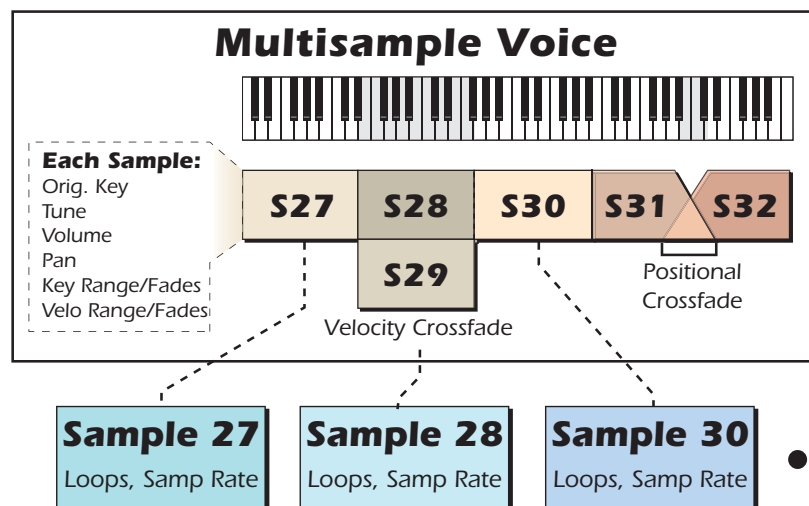 Multisample Voice
Each Sample:
Orig. Key
Tune
Volume
Pan
Key Range/Fades
Velo Range/Fades
S27
S28
S30
S31
S32
S29
Velocity Crossfade
Positional
Crossfade
Sample 27
Loops, Samp Rate
Sample 28
Loops, Samp Rate
Sample 30
Loops, Samp Rate